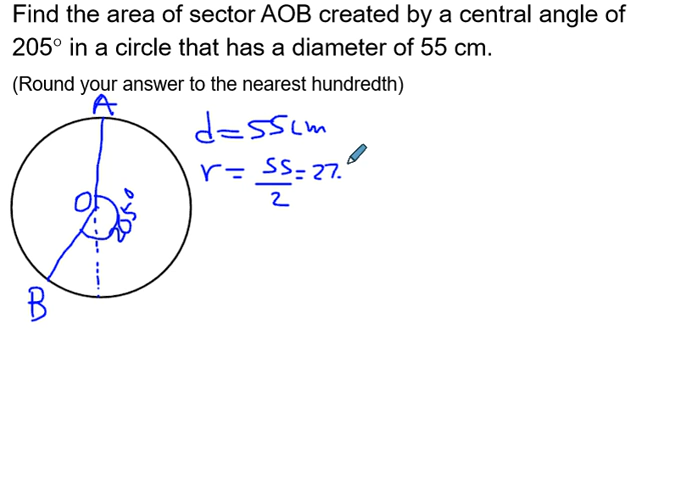 Find the area of sector AOB created by a central angle of
205° in a circle that has a diameter of 55 cm.
(Round your answer to the nearest hundredth)
A
d=55cm
r = 55 = 27.
2
O 205°
B